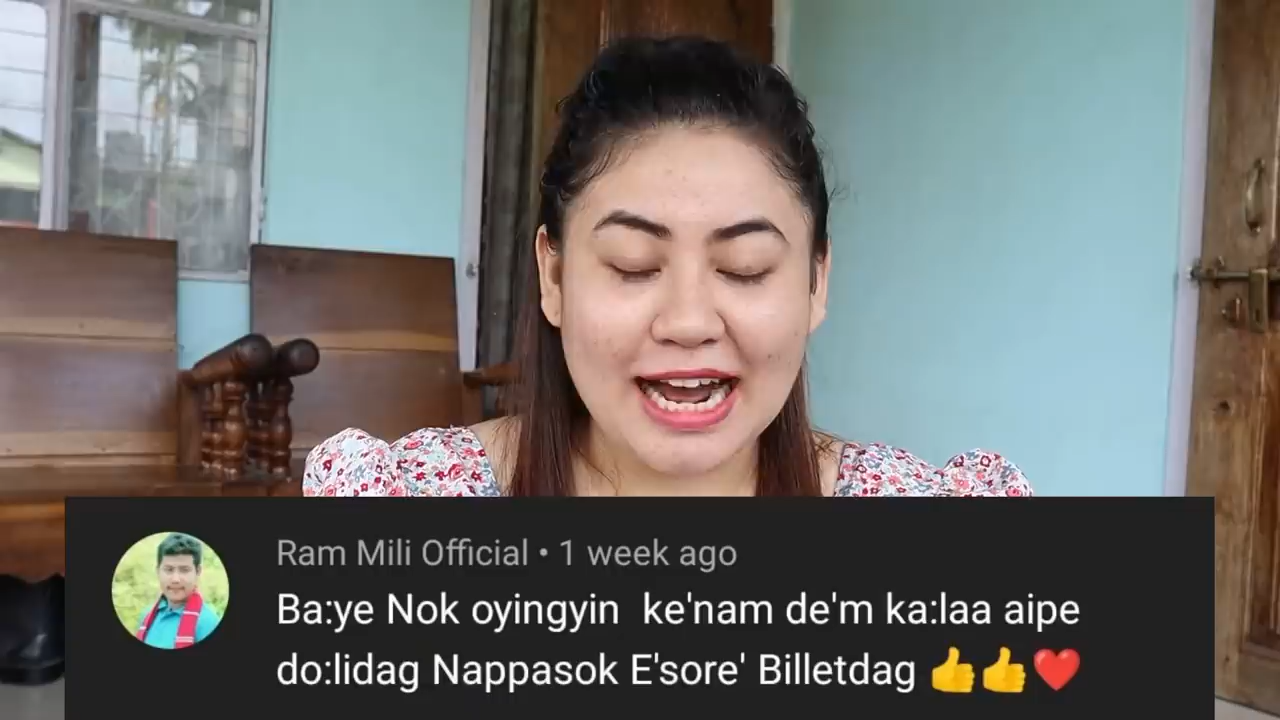 Ram Mili Official • 1 week ago
Ba:ye Nok oyingyin ke'nam de'm ka:laa aipe
do:lidag Nappasok E'sore' Billetdag 👍👍❤️